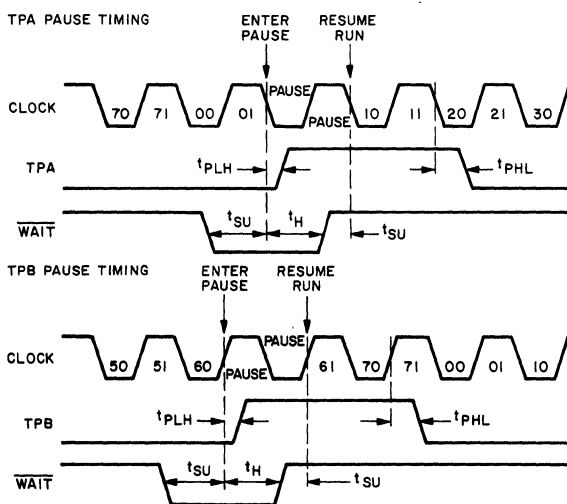 TPA PAUSE TIMING
ENTER PAUSE
RESUME RUN
CLOCK
70 71 00 01 PAUSE PAUSE 10 11 20 21 30
TPA
tPLH
tPHL
WAIT
tSU
tH
tSU
TPB PAUSE TIMING
ENTER PAUSE
RESUME RUN
CLOCK
50 51 60 PAUSE PAUSE 61 70 71 00 01 10
TPB
tPLH
tPHL
WAIT
tSU
tH
tSU